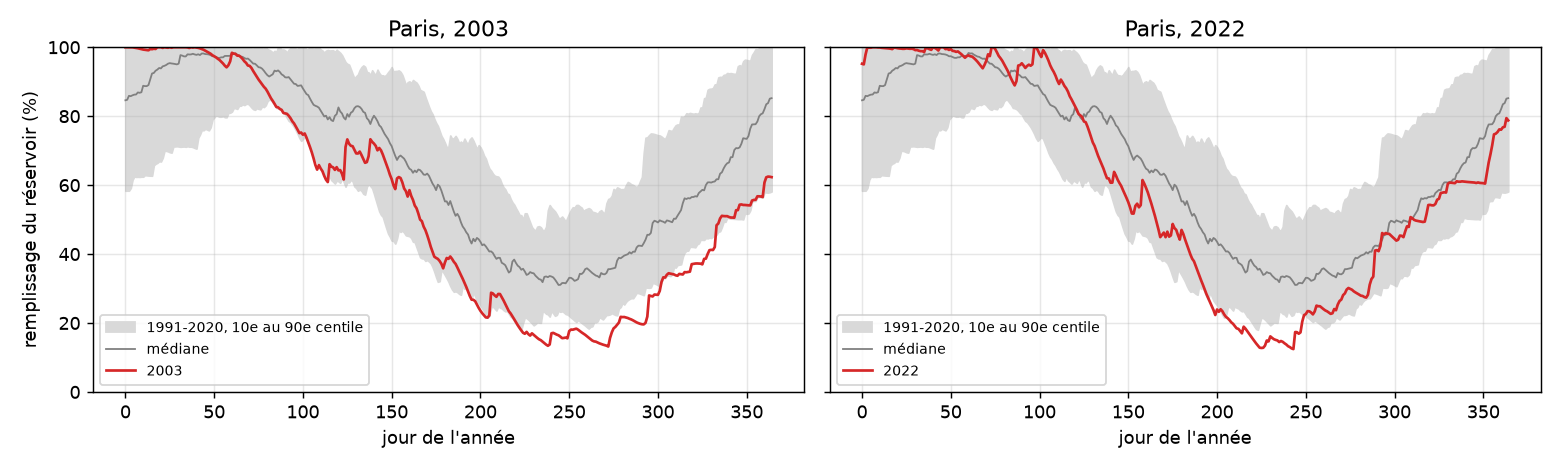 Paris, 2003
remplissage du réservoir (%)
100
80
60
40
20
0
1991-2020, 10e au 90e centile
médiane
2003
0 50 100 150 200 250 300 350
jour de l'année
Paris, 2022
1991-2020, 10e au 90e centile
médiane
2022
0 50 100 150 200 250 300 350
jour de l'année